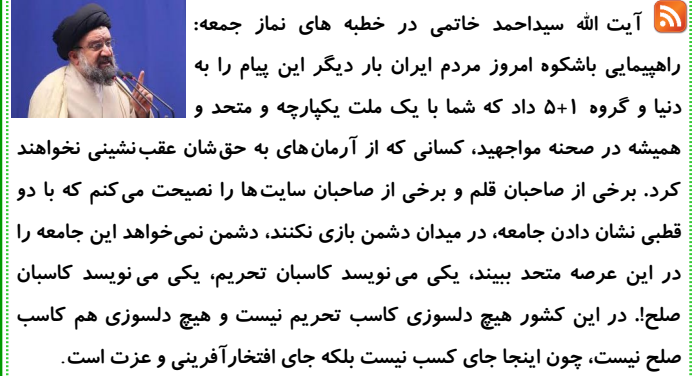 آیت الله سیداحمد خاتمی در خطبه های نماز جمعه:
راهپیمایی باشکوه امروز مردم ایران بار دیگر این پیام را به
دنیا و گروه ۱+۵ داد که شما با یک ملت یکپارچه و متحد و
همیشه در صحنه مواجهید، کسانی که از آرمان‌های به حق‌شان عقب‌نشینی نخواهند
کرد. برخی از صاحبان قلم و برخی از صاحبان سایت‌ها را نصیحت می‌کنم که با دو
قطبی نشان دادن جامعه، در میدان دشمن بازی نکنند، دشمن نمی‌خواهد این جامعه را
در این عرصه متحد ببیند، یکی می‌نویسد کاسبان تحریم، یکی می‌نویسد کاسبان
صلح!. در این کشور هیچ دلسوزی کاسب تحریم نیست و هیچ دلسوزی هم کاسب
صلح نیست، چون اینجا جای کسب نیست بلکه جای افتخارآفرینی و عزت است.